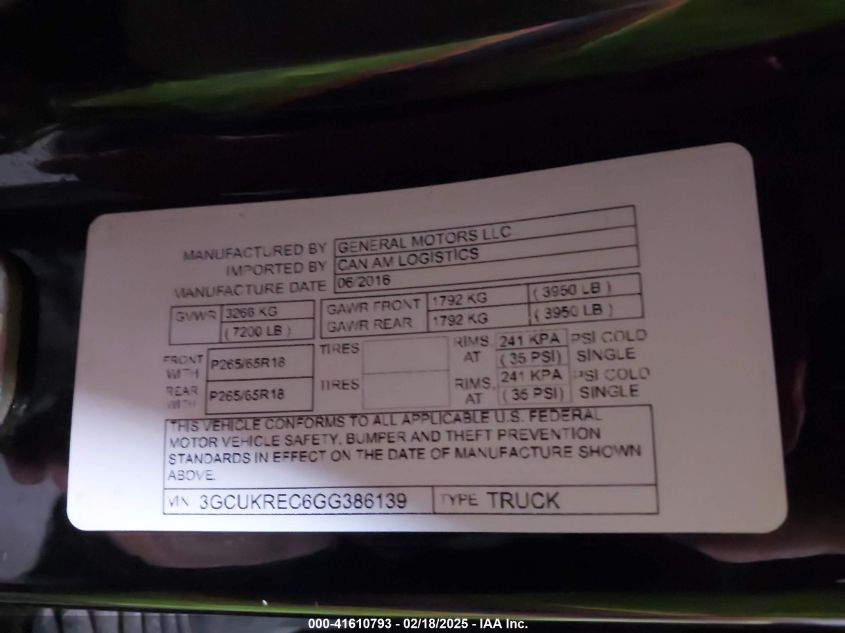 MANUFACTURED BY GENERAL MOTORS LLC
IMPORTED BY CAN AM LOGISTICS
MANUFACTURE DATE 06/2016
GVWR 3266 KG (7200 LB)
GAWR FRONT 1792 KG (3950 LB)
GAWR REAR 1792 KG (3950 LB)
FRONT WITH P265/65R18 TIRES RIMS, AT 241 KPA (35 PSI) PSI COLD SINGLE
REAR WITH P265/65R18 TIRES RIMS, AT 241 KPA (35 PSI) PSI COLD SINGLE
THIS VEHICLE CONFORMS TO ALL APPLICABLE U.S. FEDERAL
MOTOR VEHICLE SAFETY, BUMPER AND THEFT PREVENTION
STANDARDS IN EFFECT ON THE DATE OF MANUFACTURE SHOWN
ABOVE.
VIN 3GCUKREC6GG386139 TYPE TRUCK
000-41610793 - 02/18/2025 - IAA Inc.